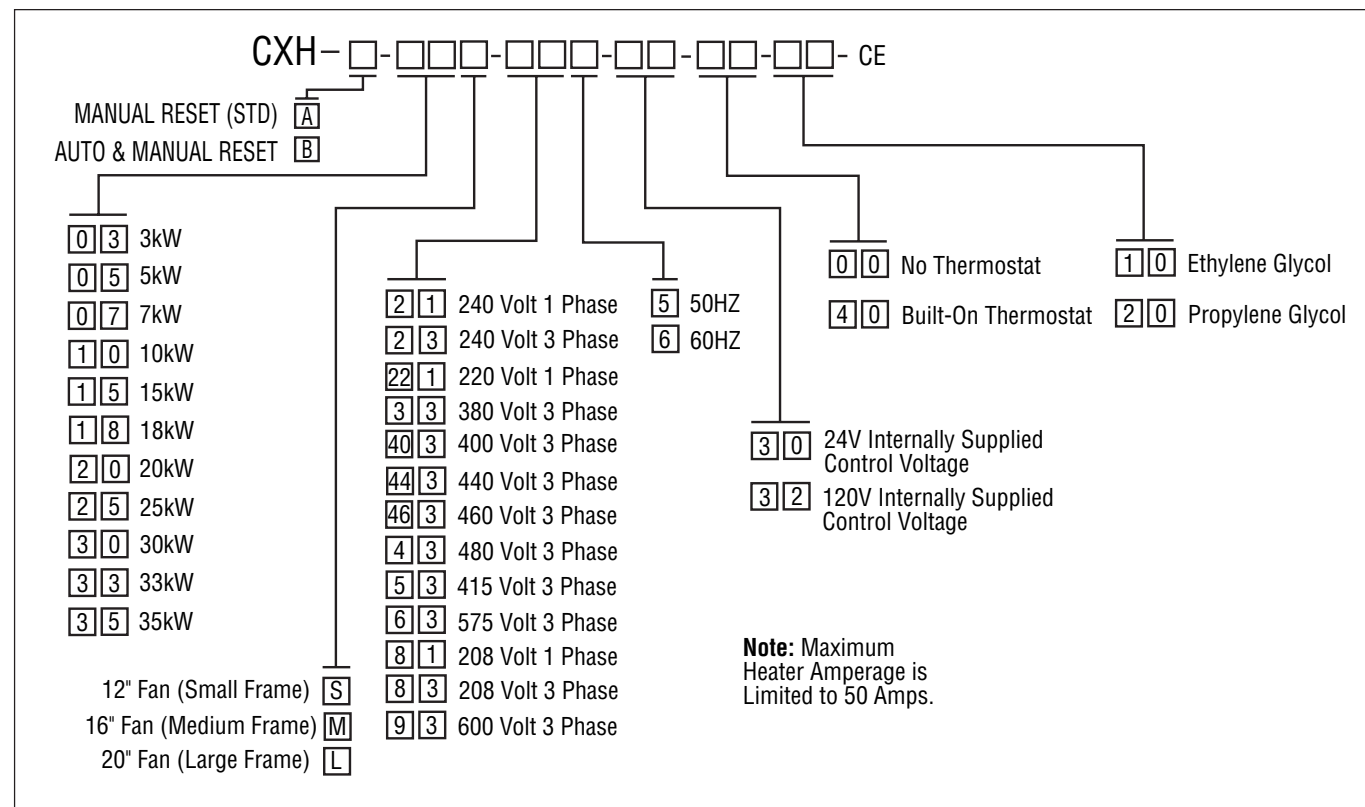 CXH- - - - - - - CE
MANUAL RESET (STD) A
AUTO & MANUAL RESET B
0 3 3kW
0 5 5kW
0 7 7kW
1 0 10kW
1 5 15kW
1 8 18kW
2 0 20kW
2 5 25kW
3 0 30kW
3 3 33kW
3 5 35kW
12" Fan (Small Frame) S
16" Fan (Medium Frame) M
20" Fan (Large Frame) L
2 1 240 Volt 1 Phase
2 3 240 Volt 3 Phase
22 1 220 Volt 1 Phase
3 3 380 Volt 3 Phase
40 3 400 Volt 3 Phase
44 3 440 Volt 3 Phase
46 3 460 Volt 3 Phase
4 3 480 Volt 3 Phase
5 3 415 Volt 3 Phase
6 3 575 Volt 3 Phase
8 1 208 Volt 1 Phase
8 3 208 Volt 3 Phase
9 3 600 Volt 3 Phase
5 50HZ
6 60HZ
3 0 24V Internally Supplied
Control Voltage
3 2 120V Internally Supplied
Control Voltage
0 0 No Thermostat
4 0 Built-On Thermostat
1 0 Ethylene Glycol
2 0 Propylene Glycol
Note: Maximum
Heater Amperage is
Limited to 50 Amps.